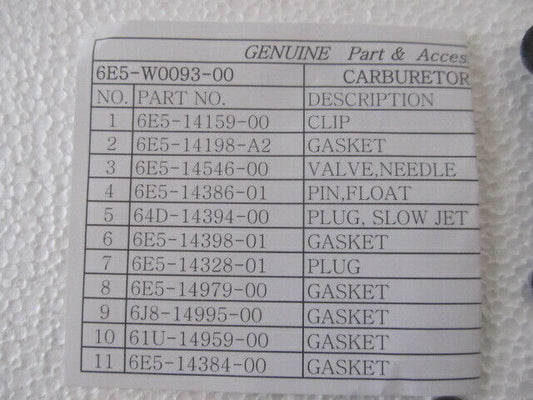 GENUINE Part & Acces
6E5-W0093-00 CARBURETOR
NO. PART NO. DESCRIPTION
1 6E5-14159-00 CLIP
2 6E5-14198-A2 GASKET
3 6E5-14546-00 VALVE,NEEDLE
4 6E5-14386-01 PIN,FLOAT
5 64D-14394-00 PLUG, SLOW JET
6 6E5-14398-01 GASKET
7 6E5-14328-01 PLUG
8 6E5-14979-00 GASKET
9 6J8-14995-00 GASKET
10 61U-14959-00 GASKET
11 6E5-14384-00 GASKET